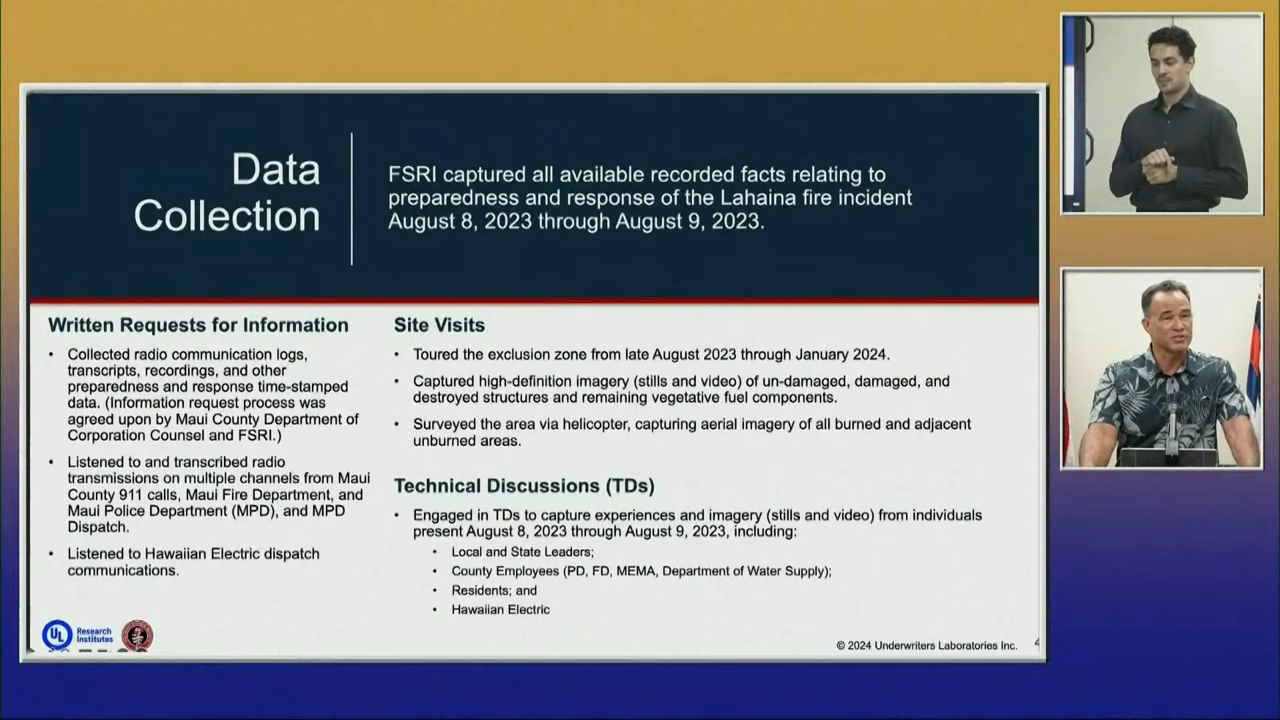 Data
Collection
FSRI captured all available recorded facts relating to
preparedness and response of the Lahaina fire incident
August 8, 2023 through August 9, 2023.
Written Requests for Information
• Collected radio communication logs,
transcripts, recordings, and other
preparedness and response time-stamped
data. (Information request process was
agreed upon by Maui County Department of
Corporation Counsel and FSRI.)
• Listened to and transcribed radio
transmissions on multiple channels from Maui
County 911 calls, Maui Fire Department, and
Maui Police Department (MPD), and MPD
Dispatch.
• Listened to Hawaiian Electric dispatch
communications.
Site Visits
• Toured the exclusion zone from late August 2023 through January 2024.
• Captured high-definition imagery (stills and video) of un-damaged, damaged, and
destroyed structures and remaining vegetative fuel components.
• Surveyed the area via helicopter, capturing aerial imagery of all burned and adjacent
unburned areas.
Technical Discussions (TDs)
• Engaged in TDs to capture experiences and imagery (stills and video) from individuals
present August 8, 2023 through August 9, 2023, including:
• Local and State Leaders;
• County Employees (PD, FD, MEMA, Department of Water Supply);
• Residents; and
• Hawaiian Electric
UL Research
Institutes
© 2024 Underwriters Laboratories Inc.